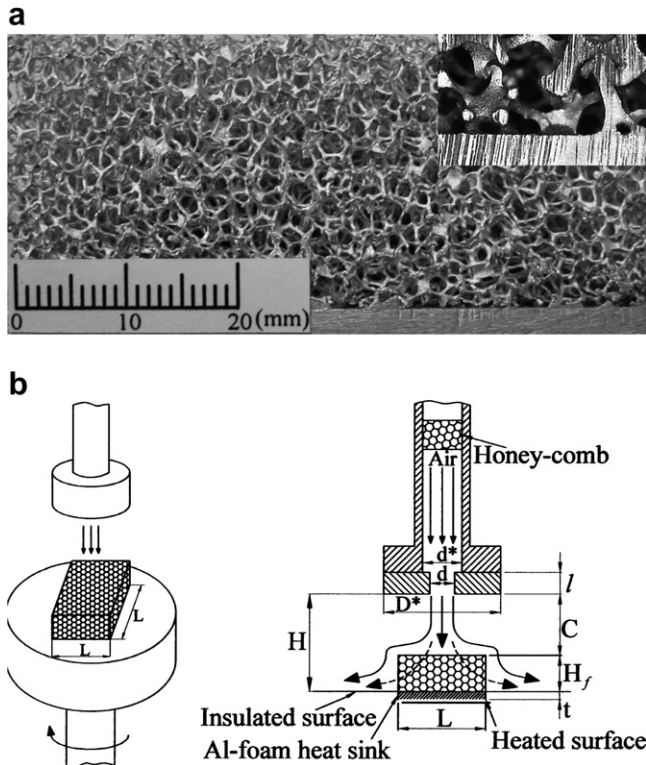 a
0 10 20 (mm)
b
Honey-comb
Air
d*
d
l
D*
H
C
L
L
H_f
t
Insulated surface
L
Al-foam heat sink
Heated surface